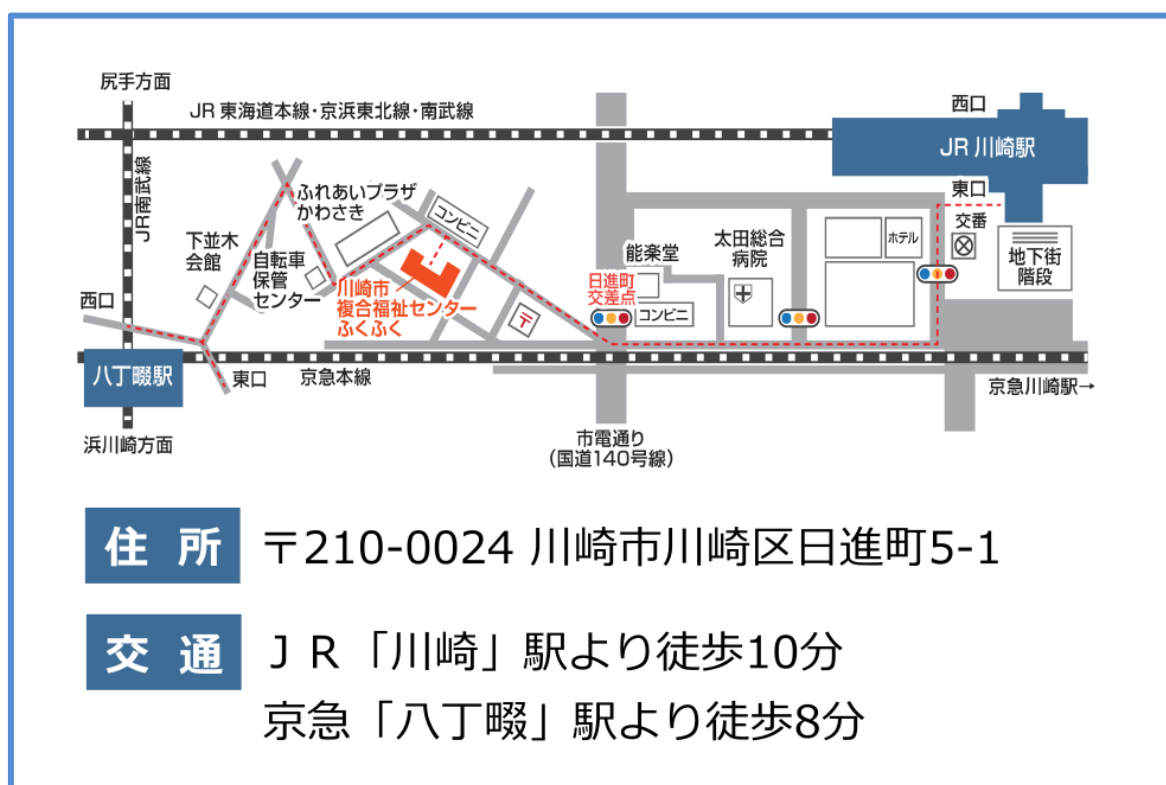 尻手方面
JR東海道本線・京浜東北線・南武線
西口
JR 川崎駅
東口
JR南武線
ふれあいプラザ
かわさき
コンビニ
交番
ホテル
下並木
会館
自転車
保管
センター
能楽堂
太田総合
病院
地下街
階段
川崎市
複合福祉センター
ふくふく
日進町
交差点
コンビニ
〒
西口
八丁畷駅
東口
京急本線
京急川崎駅→
浜川崎方面
市電通り
(国道140号線)
住 所
〒210-0024 川崎市川崎区日進町5-1
交 通
ＪＲ「川崎」駅より徒歩10分
京急「八丁畷」駅より徒歩8分